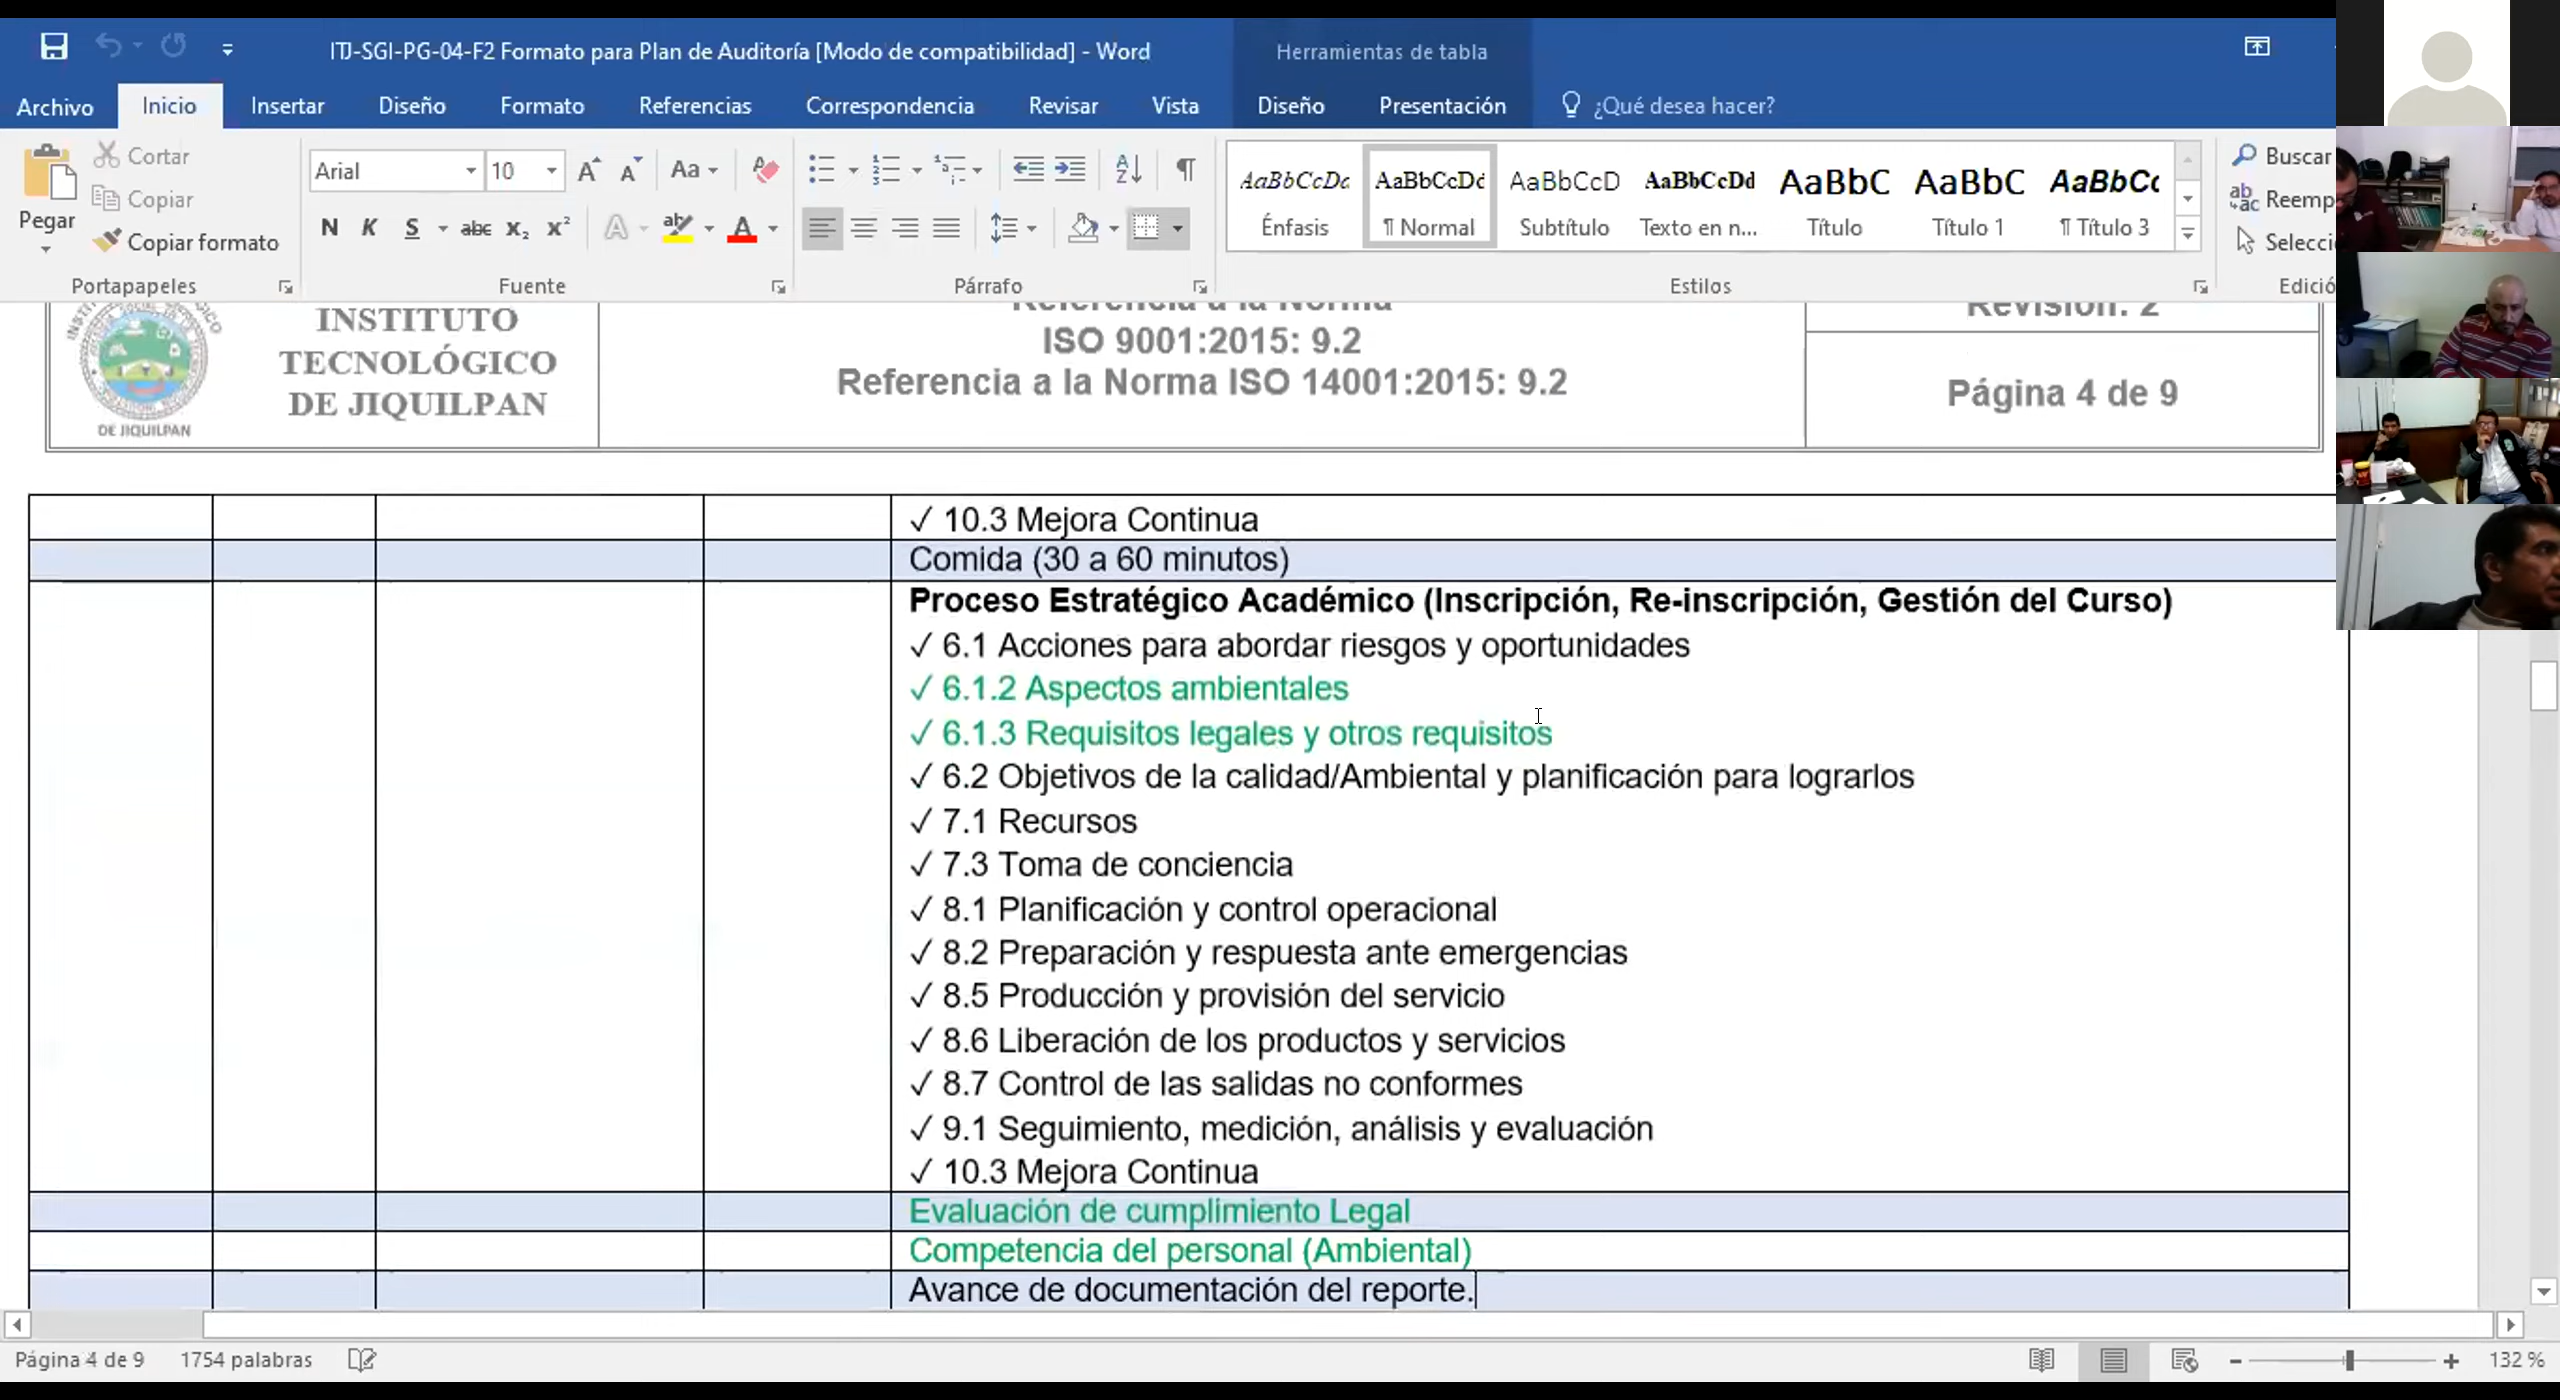 ITJ-SGI-PG-04-F2 Formato para Plan de Auditoría [Modo de compatibilidad] - Word
Herramientas de tabla
Archivo
Inicio
Insertar
Diseño
Formato
Referencias
Correspondencia
Revisar
Vista
Diseño
Presentación
¿Qué desea hacer?
Pegar
Cortar
Copiar
Copiar formato
Portapapeles
Arial
10
Aa
N K S abc x₂ x²
Fuente
Párrafo
AaBbCcDc
Énfasis
AaBbCcDc
¶ Normal
AaBbCcD
Subtítulo
AaBbCcDd
Texto en n...
AaBbC
Título
AaBbC
Título 1
AaBbCc
¶ Título 3
Estilos
Buscar
Reemp
Selecci
Edició
INSTITUTO
TECNOLÓGICO
DE JIQUILPAN
DE JIQUILPAN
Referencia a la Norma
ISO 9001:2015: 9.2
Referencia a la Norma ISO 14001:2015: 9.2
Revisión: 2
Página 4 de 9
✓ 10.3 Mejora Continua
Comida (30 a 60 minutos)
Proceso Estratégico Académico (Inscripción, Re-inscripción, Gestión del Curso)
✓ 6.1 Acciones para abordar riesgos y oportunidades
✓ 6.1.2 Aspectos ambientales
✓ 6.1.3 Requisitos legales y otros requisitos
✓ 6.2 Objetivos de la calidad/Ambiental y planificación para lograrlos
✓ 7.1 Recursos
✓ 7.3 Toma de conciencia
✓ 8.1 Planificación y control operacional
✓ 8.2 Preparación y respuesta ante emergencias
✓ 8.5 Producción y provisión del servicio
✓ 8.6 Liberación de los productos y servicios
✓ 8.7 Control de las salidas no conformes
✓ 9.1 Seguimiento, medición, análisis y evaluación
✓ 10.3 Mejora Continua
Evaluación de cumplimiento Legal
Competencia del personal (Ambiental)
Avance de documentación del reporte.
Página 4 de 9
1754 palabras
132 %